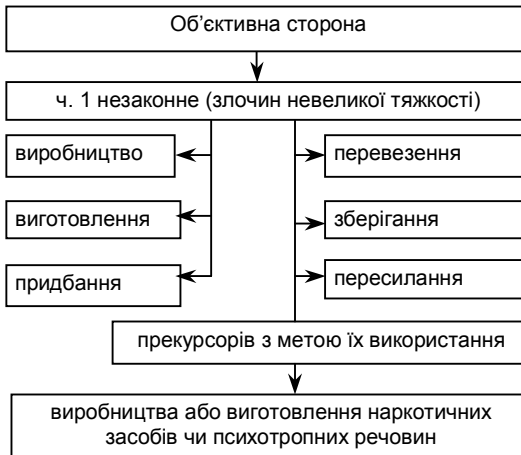 Об’єктивна сторона
ч. 1 незаконне (злочин невеликої тяжкості)
виробництво
перевезення
виготовлення
зберігання
придбання
пересилання
прекурсорів з метою їх використання
виробництва або виготовлення наркотичних
засобів чи психотропних речовин